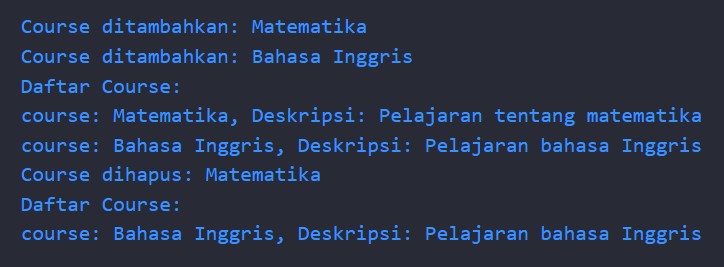 Course ditambahkan: Matematika
Course ditambahkan: Bahasa Inggris
Daftar Course:
course: Matematika, Deskripsi: Pelajaran tentang matematika
course: Bahasa Inggris, Deskripsi: Pelajaran bahasa Inggris
Course dihapus: Matematika
Daftar Course:
course: Bahasa Inggris, Deskripsi: Pelajaran bahasa Inggris